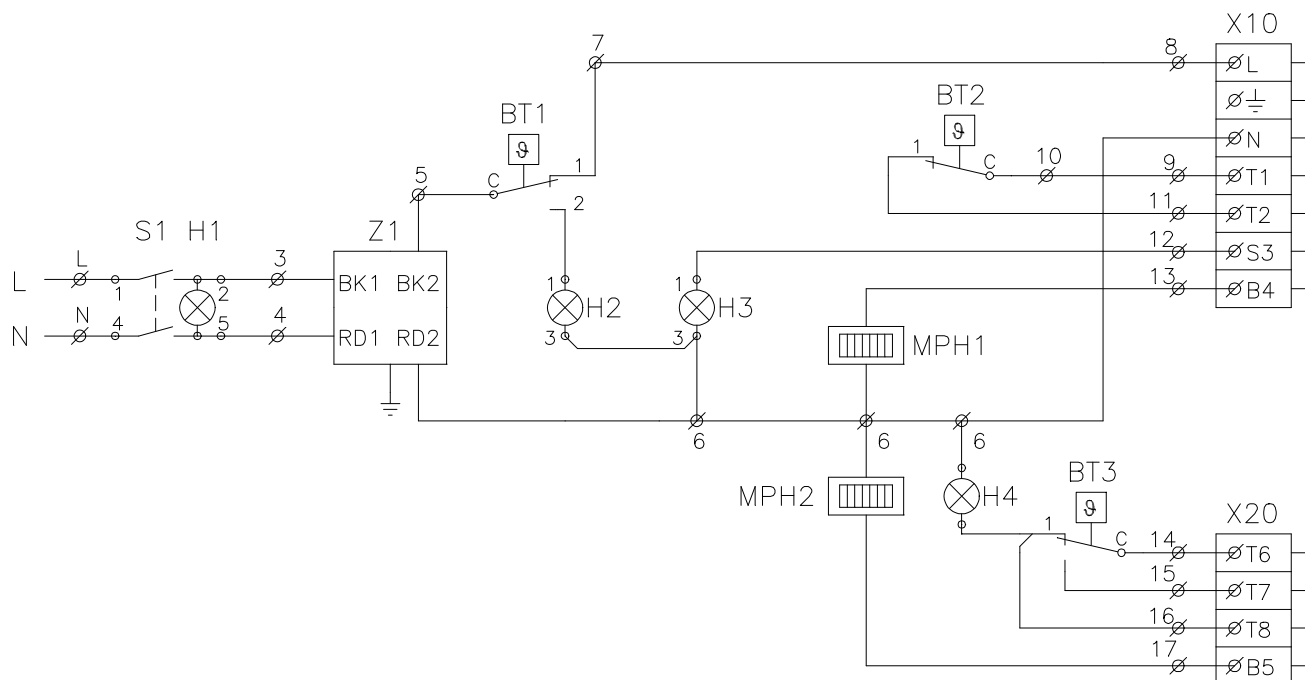 X10
7
8
L
BT1
BT2
ϑ
ϑ
N
1
1
C
10
9
T1
5
C
2
11
T2
S1 H1
Z1
12
S3
L
L
3
BK1 BK2
1
1
13
B4
1
2
H2
H3
N
N
4
5
4
RD1 RD2
3
3
MPH1
6
6
6
BT3
MPH2
H4
ϑ
X20
1
C
14
T6
15
T7
16
T8
17
B5